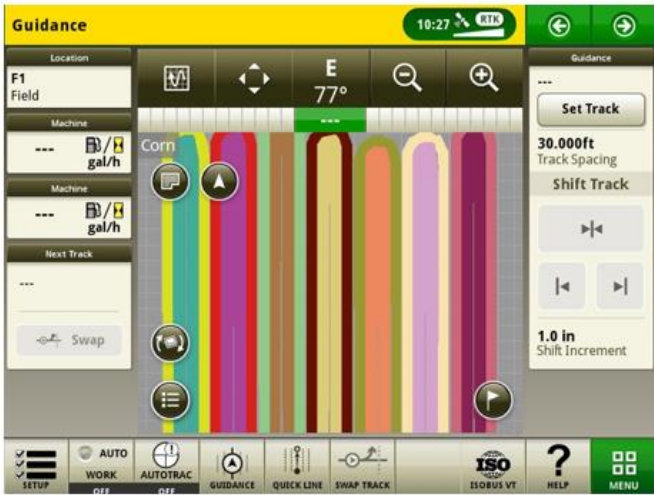 Guidance
10:27
RTK
Location
F1
Field
Machine
---
gal/h
Machine
---
gal/h
Next Track
---
Swap
E
77°
---
Corn
Guidance
---
Set Track
30.000ft
Track Spacing
Shift Track
1.0 in
Shift Increment
SETUP
AUTO
WORK
OFF
AUTOTRAC
OFF
GUIDANCE
QUICK LINE
SWAP TRACK
ISO
ISOBUS VT
?
HELP
MENU